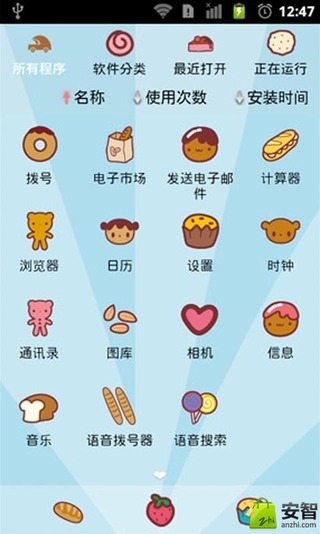 12:47
所有程序 软件分类 最近打开 正在运行
名称 使用次数 安装时间
拨号 电子市场 发送电子邮件 计算器
浏览器 日历 设置 时钟
通讯录 图库 相机 信息
音乐 语音拨号器 语音搜索
安智
anzhi.com